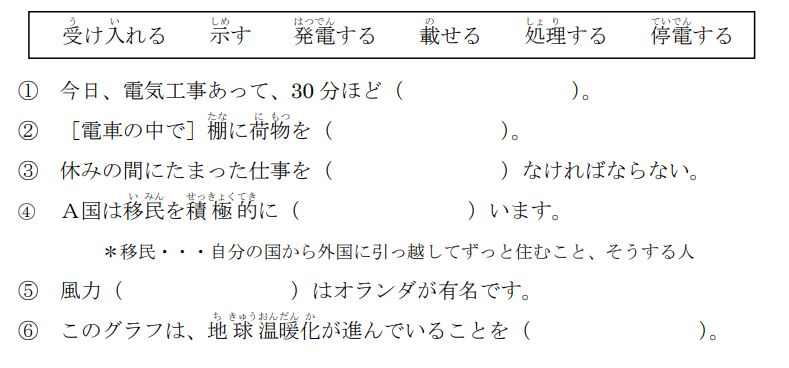 受け入れる　示す　発電する　載せる　処理する　停電する
① 今日、電気工事あって、30分ほど（　　　　　　　　）。
② ［電車の中で］棚に荷物を（　　　　　　　　）。
③ 休みの間にたまった仕事を（　　　　　　　　）なければならない。
④ A国は移民を積極的に（　　　　　　　　）います。
＊移民・・・自分の国から外国に引っ越してずっと住むこと、そうする人
⑤ 風力（　　　　　　　　）はオランダが有名です。
⑥ このグラフは、地球温暖化が進んでいることを（　　　　　　　　）。